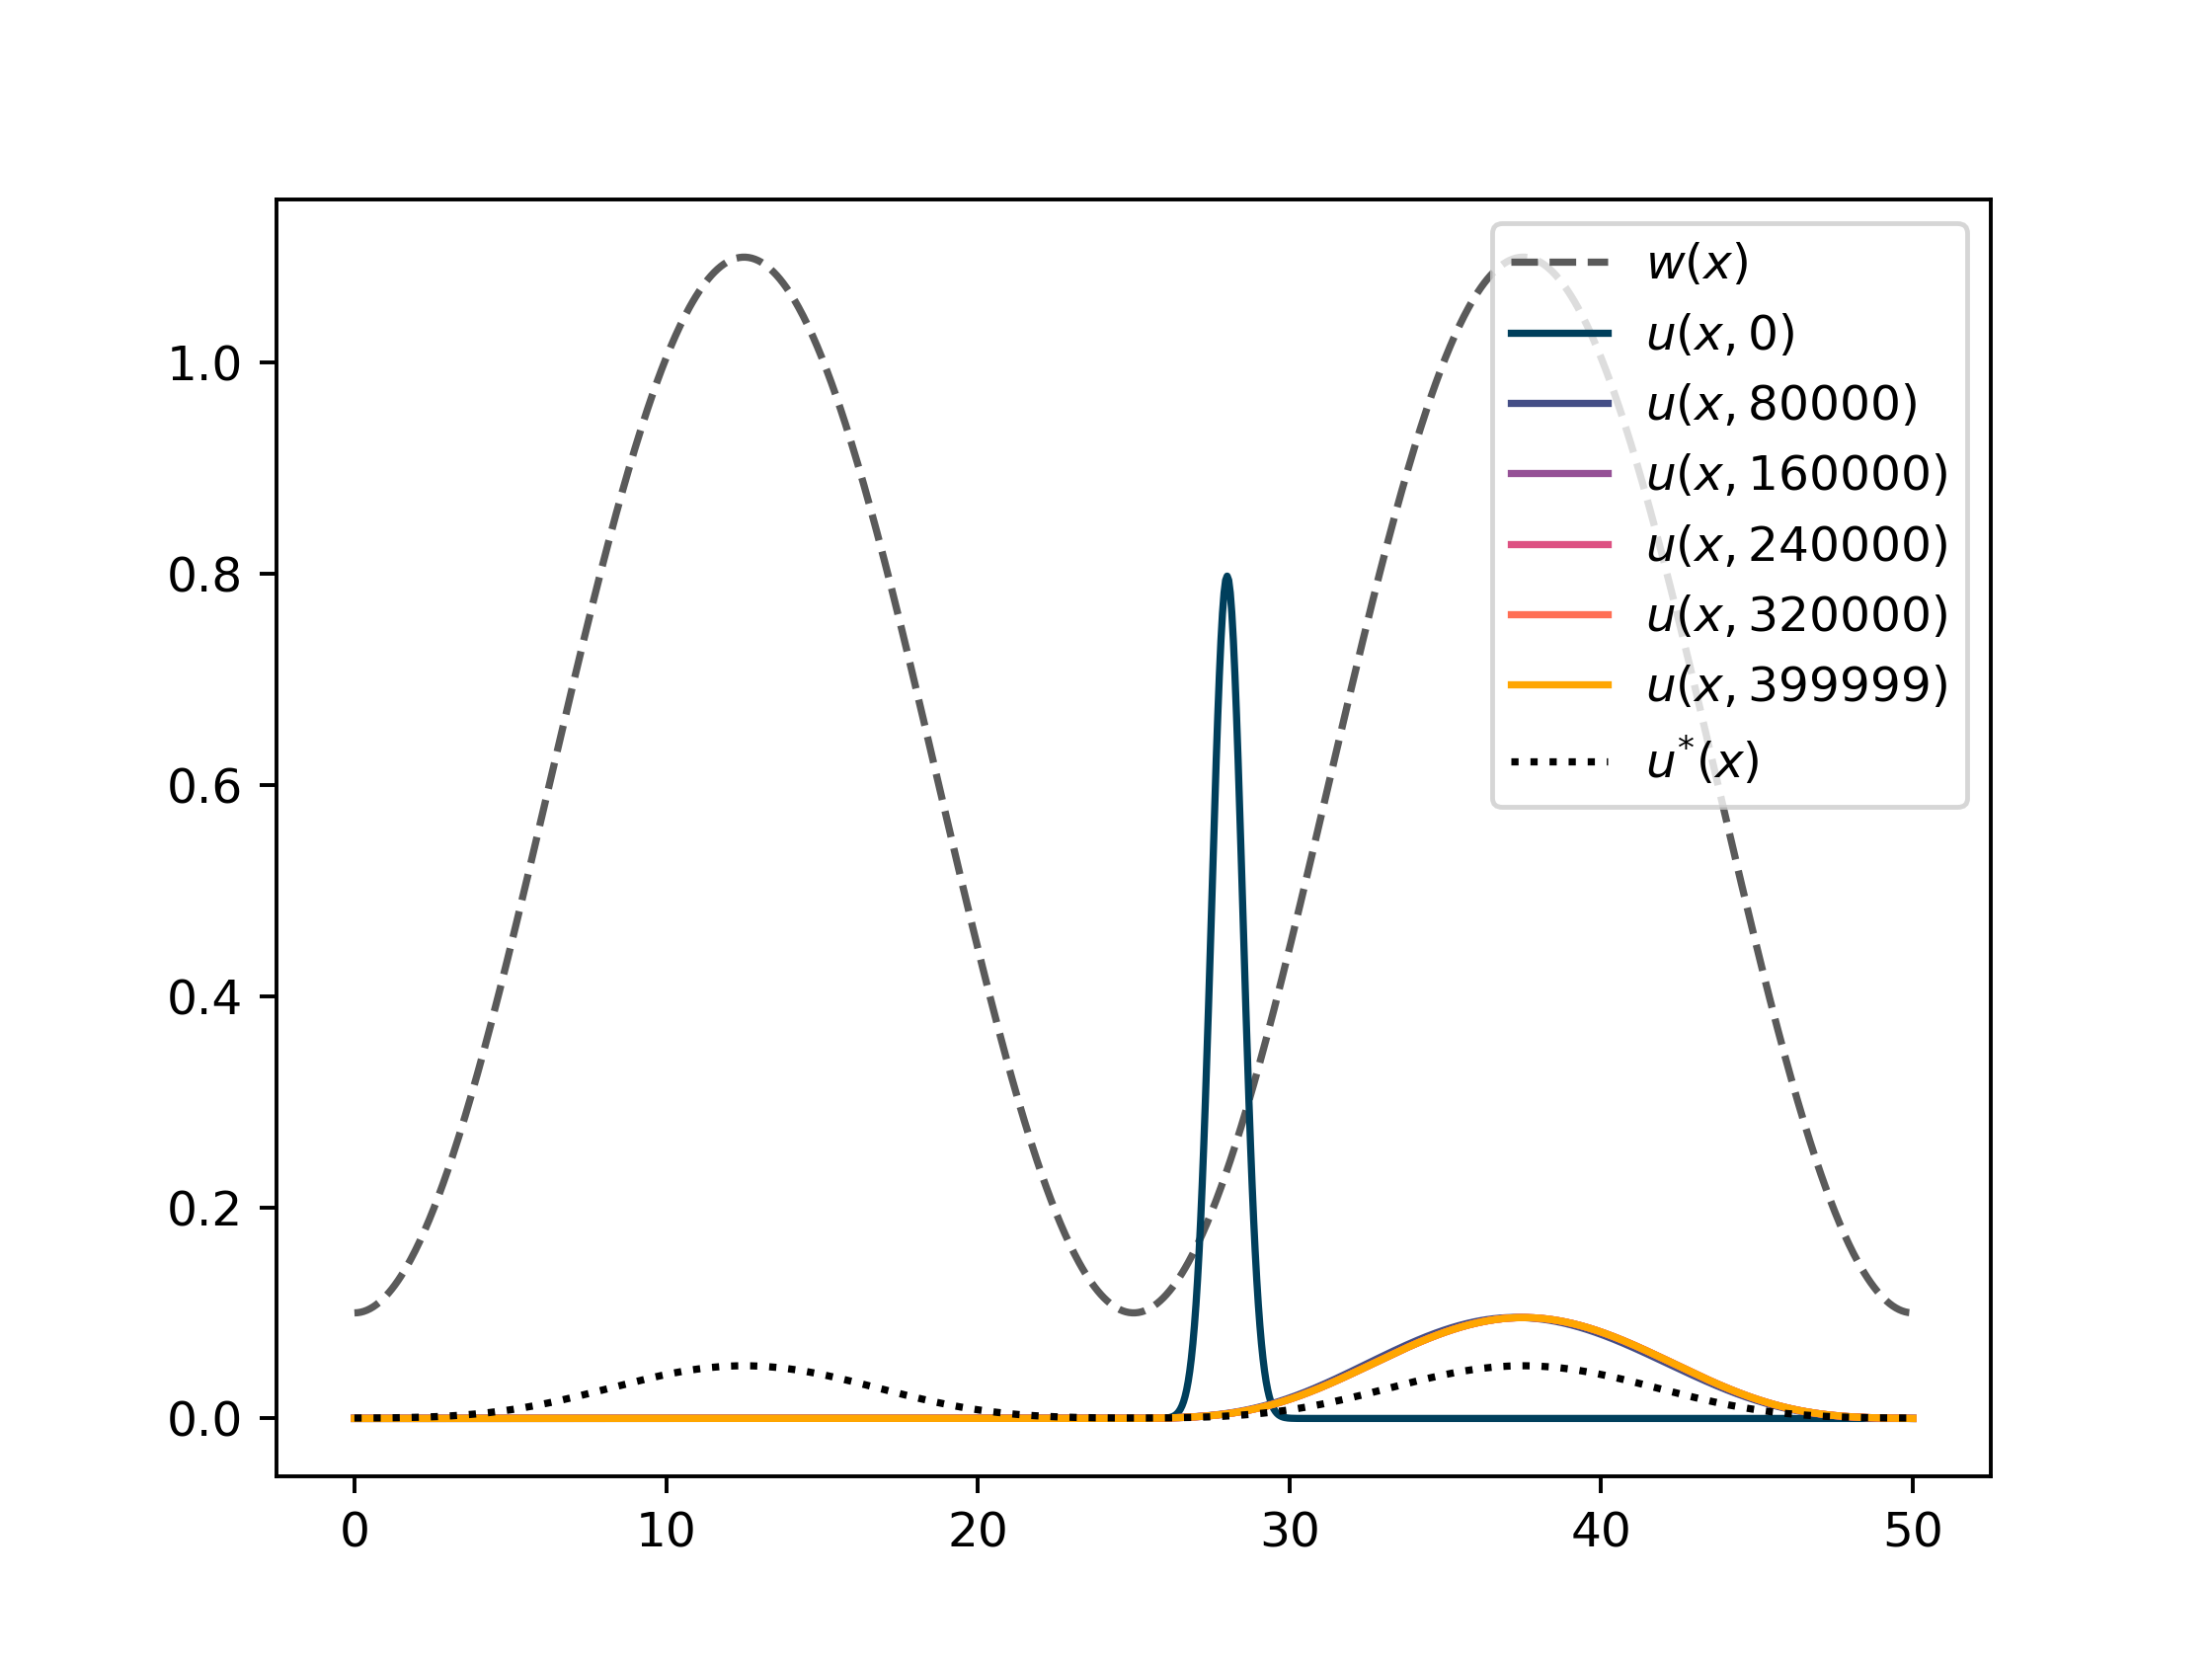 1.0
0.8
0.6
0.4
0.2
0.0
0 10 20 30 40 50
w(x)
u(x, 0)
u(x, 80000)
u(x, 160000)
u(x, 240000)
u(x, 320000)
u(x, 399999)
u*(x)